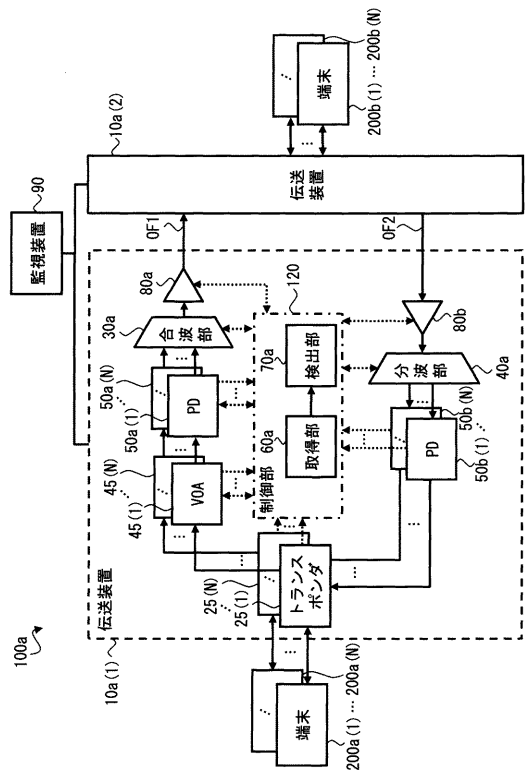 100a
10a(1)
伝送装置
監視装置
90
10a(2)
伝送
装置
端末
200b(1) … 200b(N)
OF1
OF2
80a
30a
合波部
50a(N)
50a(1)
PD
45(N)
45(1)
VOA
120
制御部
60a
取得部
70a
検出部
80b
40a
分波部
50b(N)
50b(1)
PD
25(N)
25(1)
トランス
ポンダ
端末
200a(1) … 200a(N)